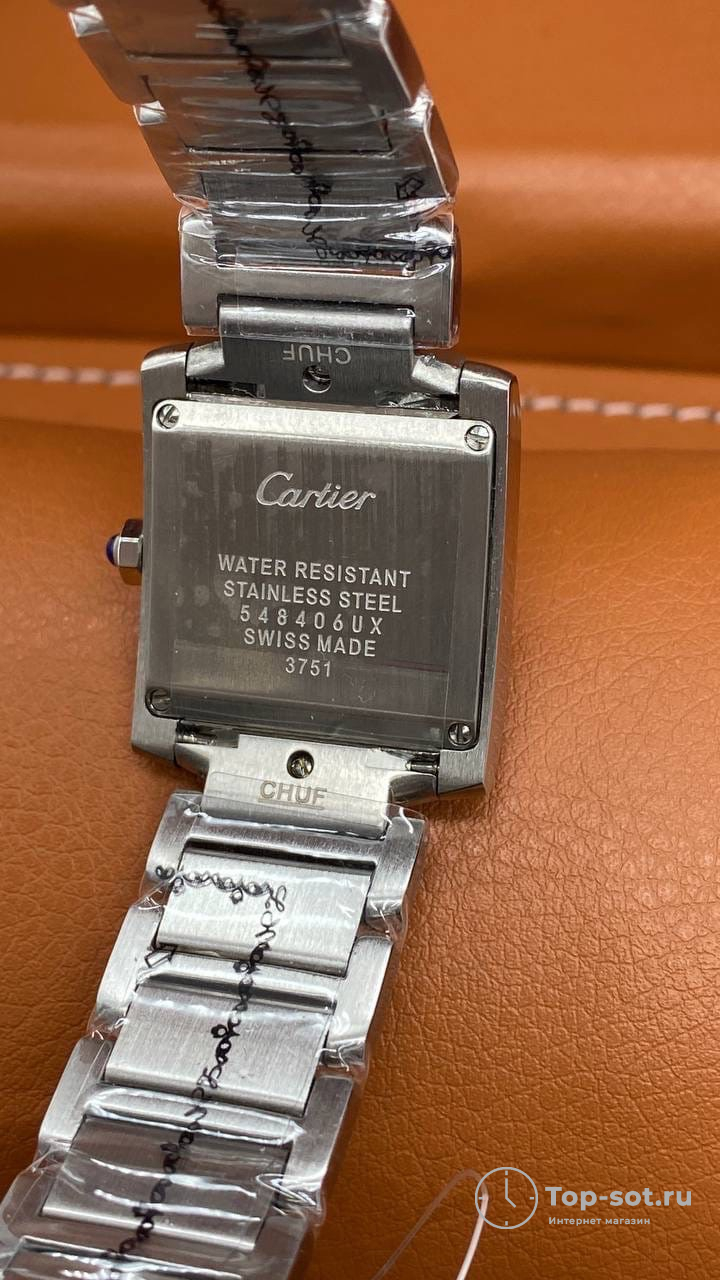 CHUF
Cartier
WATER RESISTANT
STAINLESS STEEL
548406UX
SWISS MADE
3751
CHUF
Top-sot.ru
Интернет магазин